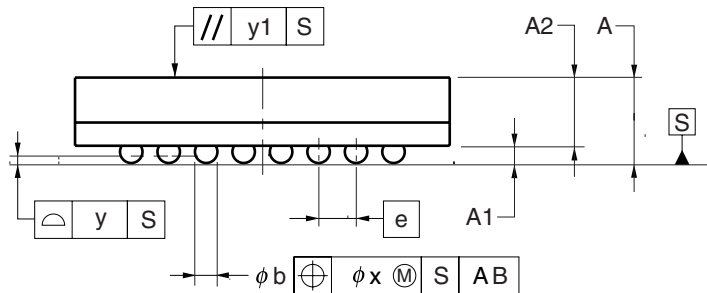 // y1 S
A2 A
S
⌓ y S
A1
e
ϕb ⌖ ϕx Ⓜ S AB